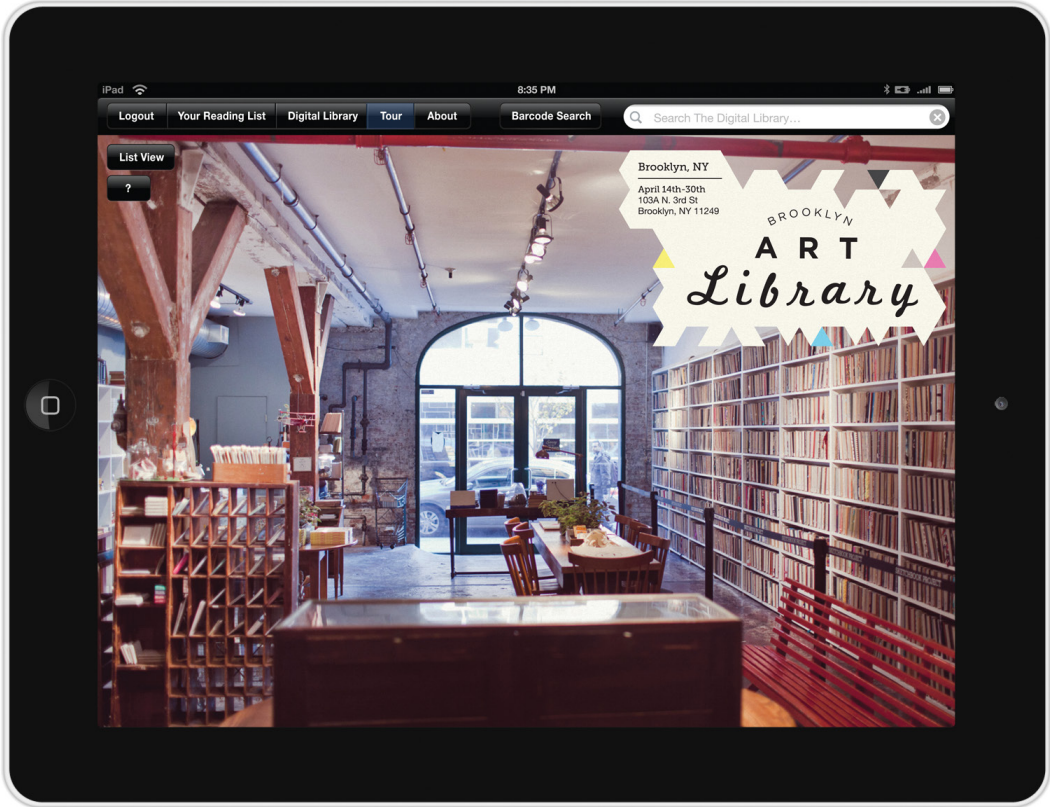 iPad
8:35 PM
Logout
Your Reading List
Digital Library
Tour
About
Barcode Search
Search The Digital Library...
List View
?
Brooklyn, NY
April 14th-30th
103A N. 3rd St
Brooklyn, NY 11249
BROOKLYN
ART
Library